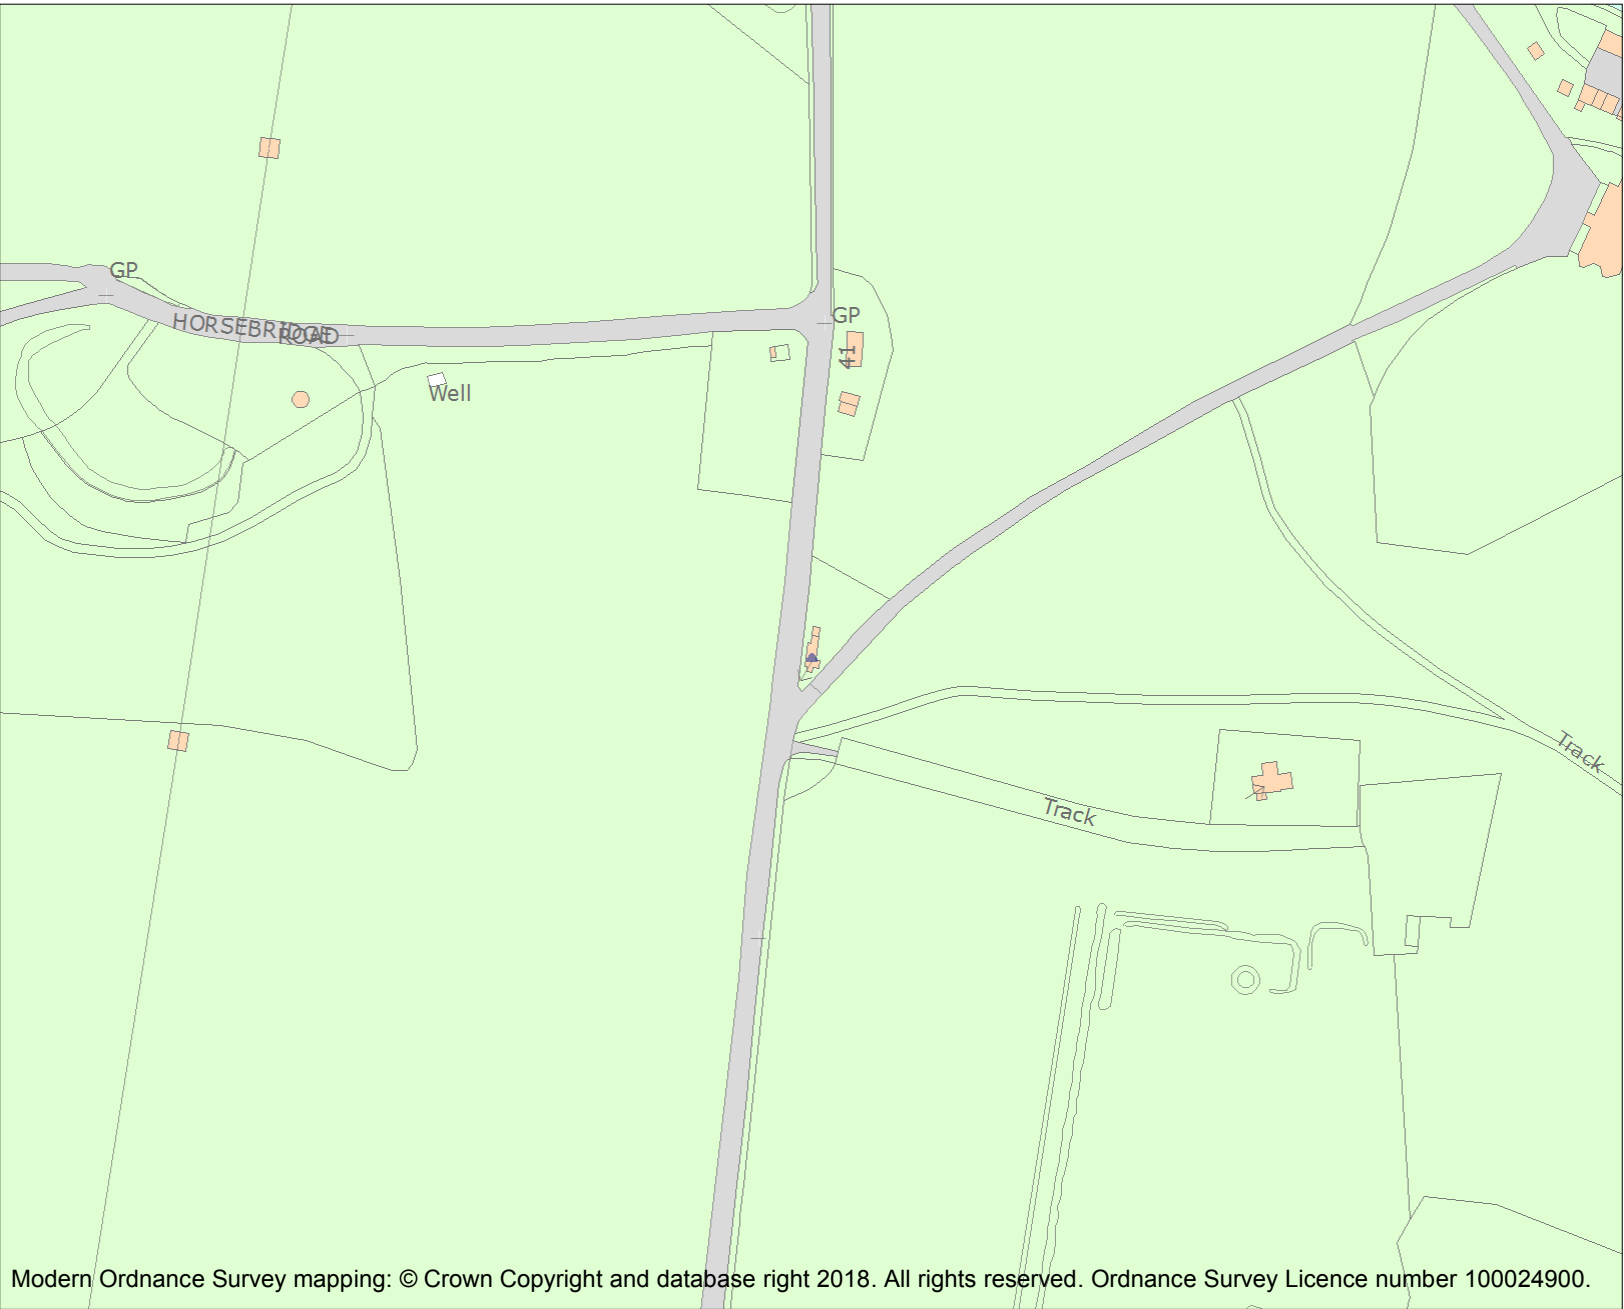 GP
HORSEBRIDGE
ROAD
GP
41
Well
Track
Track
Modern Ordnance Survey mapping: © Crown Copyright and database right 2018. All rights reserved. Ordnance Survey Licence number 100024900.